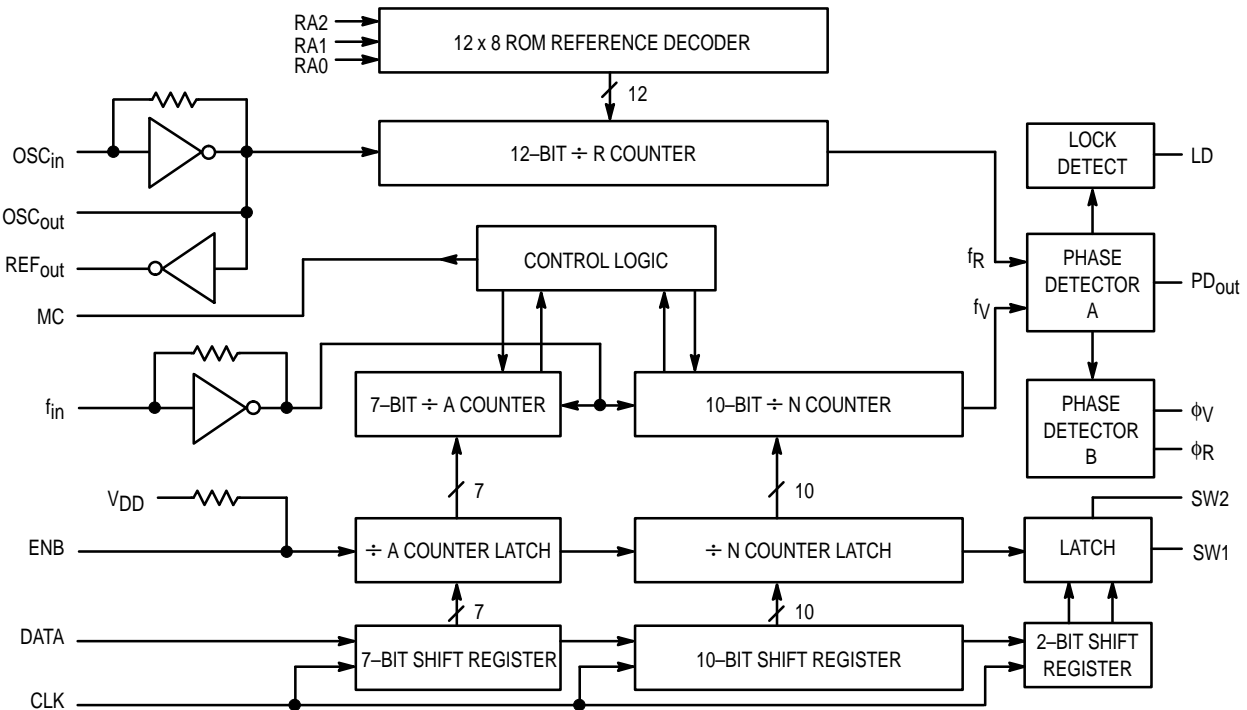 RA2
RA1
RA0
12 x 8 ROM REFERENCE DECODER
12
OSCin
12–BIT ÷ R COUNTER
LOCK
DETECT
LD
OSCout
REFout
CONTROL LOGIC
fR
PHASE
DETECTOR
A
PDout
MC
fV
fin
7–BIT ÷ A COUNTER
10–BIT ÷ N COUNTER
PHASE
DETECTOR
B
ϕV
ϕR
7
10
VDD
SW2
ENB
÷ A COUNTER LATCH
÷ N COUNTER LATCH
LATCH
SW1
7
10
DATA
7–BIT SHIFT REGISTER
10–BIT SHIFT REGISTER
2–BIT SHIFT
REGISTER
CLK